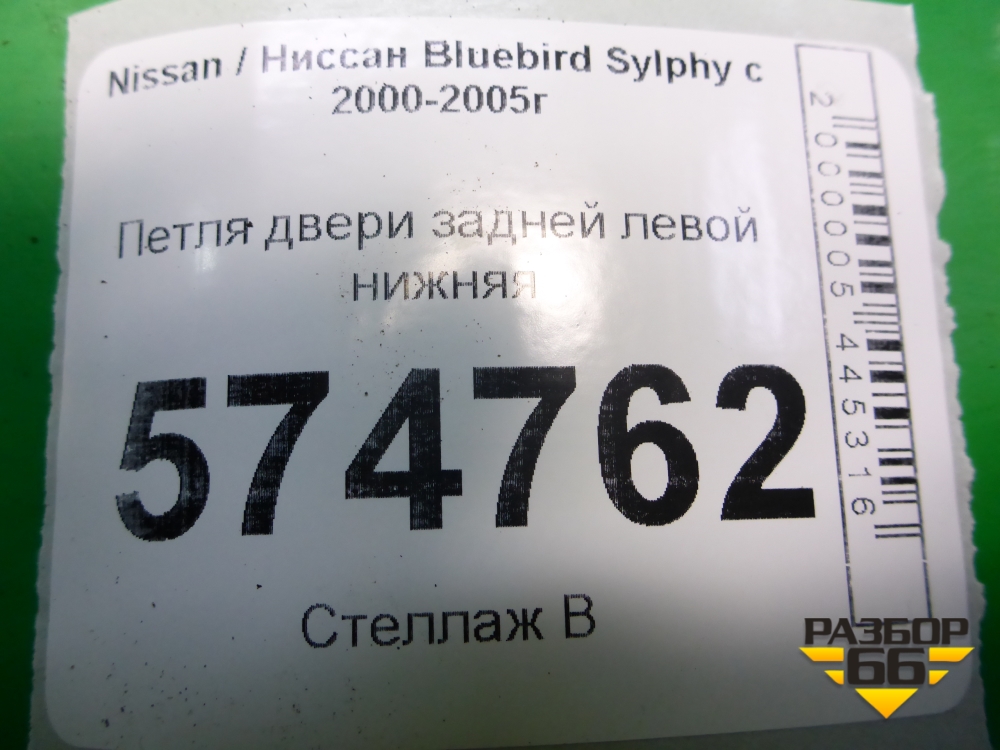 Nissan / Ниссан Bluebird Sylphy с
2000-2005г
Петля двери задней левой
нижняя
574762
Стеллаж В
2000005445316
РАЗБОР
66